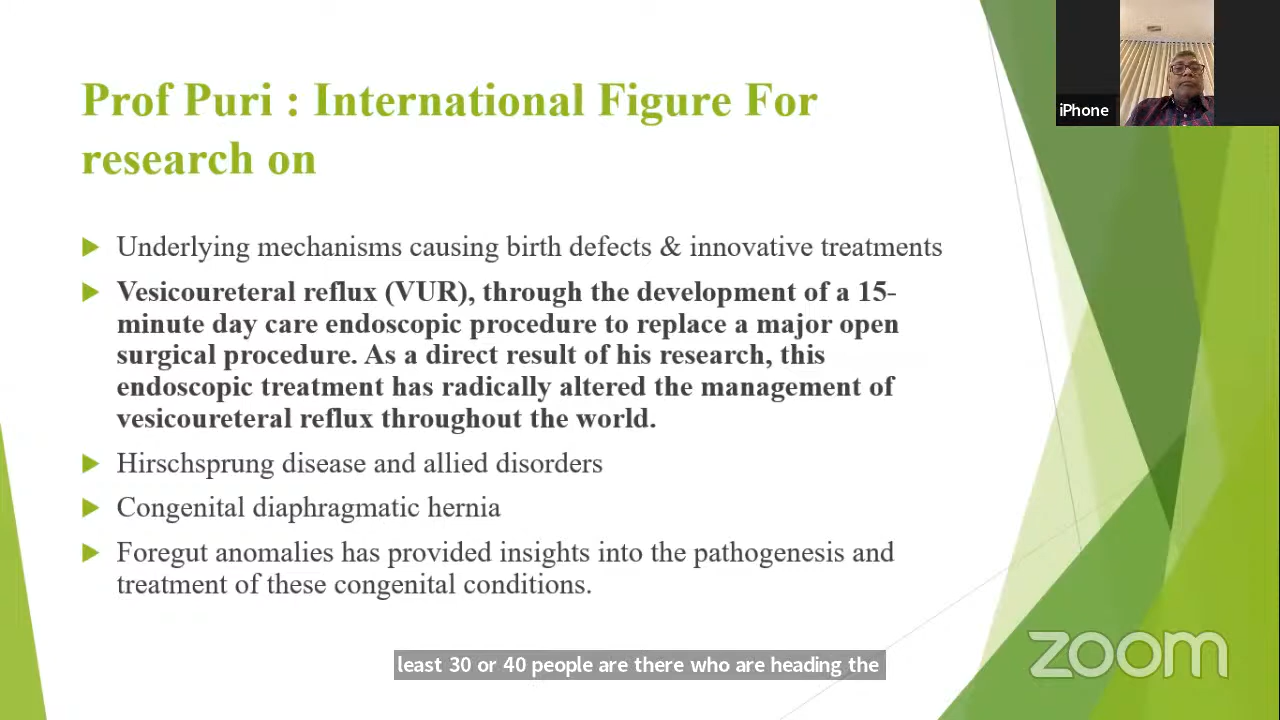 Prof Puri : International Figure For
research on
iPhone
Underlying mechanisms causing birth defects & innovative treatments
Vesicoureteral reflux (VUR), through the development of a 15-
minute day care endoscopic procedure to replace a major open
surgical procedure. As a direct result of his research, this
endoscopic treatment has radically altered the management of
vesicoureteral reflux throughout the world.
Hirschsprung disease and allied disorders
Congenital diaphragmatic hernia
Foregut anomalies has provided insights into the pathogenesis and
treatment of these congenital conditions.
zoom
least 30 or 40 people are there who are heading the